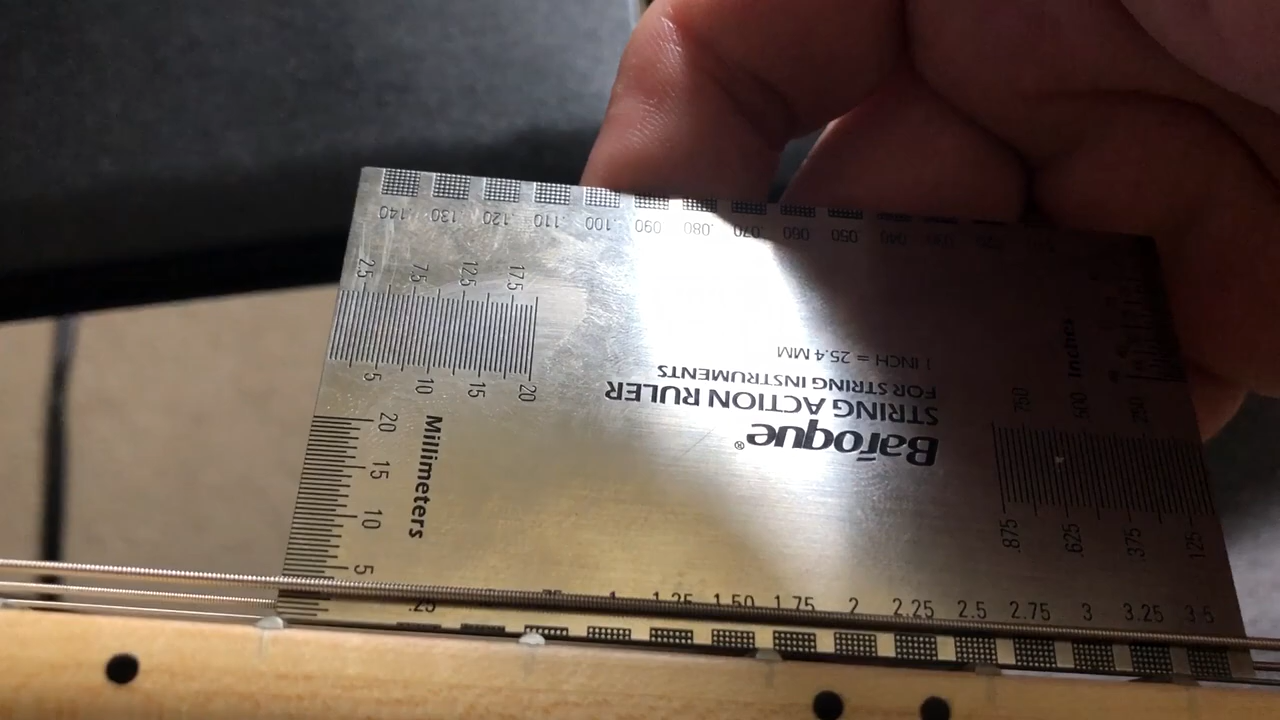 Baroque®
STRING ACTION RULER
FOR STRING INSTRUMENTS
1 INCH = 25.4 MM
.040 .050 .060 .070 .080 .090 .100 .110 .120 .130 .140
2.5 7.5 12.5 17.5
5 10 15 20
Millimeters
20 15 10 5
Inches
.750 .500 .250
.875 .625 .375 .125
.25 .75 1 1.25 1.50 1.75 2 2.25 2.5 2.75 3 3.25 3.5